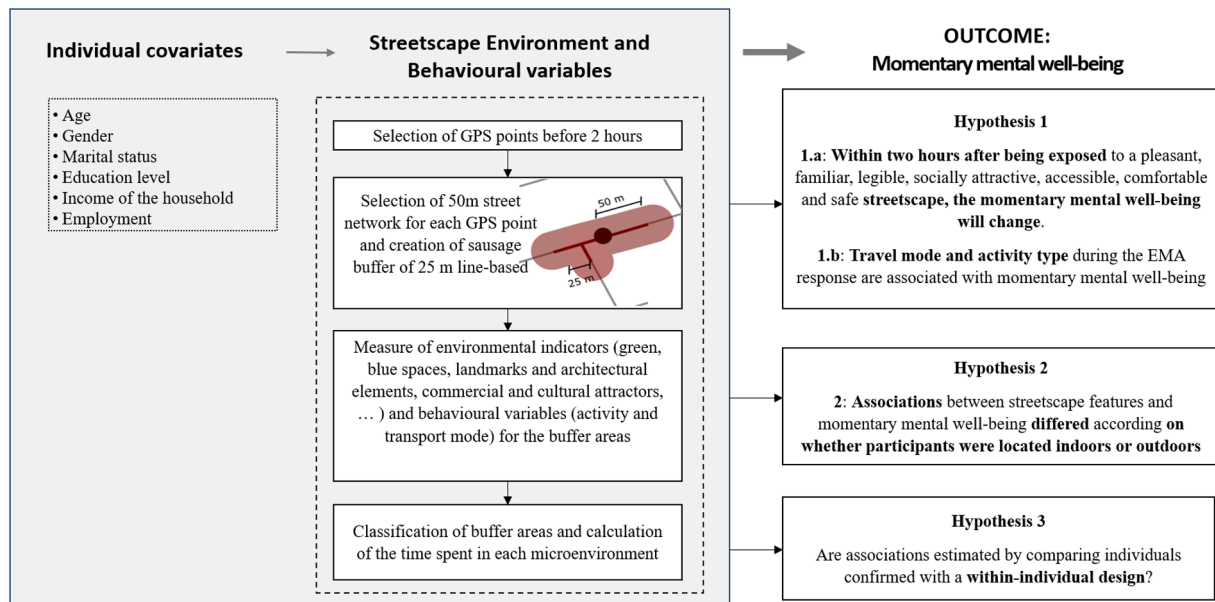 Individual covariates
• Age
• Gender
• Marital status
• Education level
• Income of the household
• Employment
Streetscape Environment and
Behavioural variables
Selection of GPS points before 2 hours
Selection of 50m street
network for each GPS point
and creation of sausage
buffer of 25 m line-based
50 m
25 m
Measure of environmental indicators (green,
blue spaces, landmarks and architectural
elements, commercial and cultural attractors,
… ) and behavioural variables (activity and
transport mode) for the buffer areas
Classification of buffer areas and calculation
of the time spent in each microenvironment
OUTCOME:
Momentary mental well-being
Hypothesis 1
1.a: Within two hours after being exposed to a pleasant,
familiar, legible, socially attractive, accessible, comfortable
and safe streetscape, the momentary mental well-being
will change.
1.b: Travel mode and activity type during the EMA
response are associated with momentary mental well-being
Hypothesis 2
2: Associations between streetscape features and
momentary mental well-being differed according on
whether participants were located indoors or outdoors
Hypothesis 3
Are associations estimated by comparing individuals
confirmed with a within-individual design?